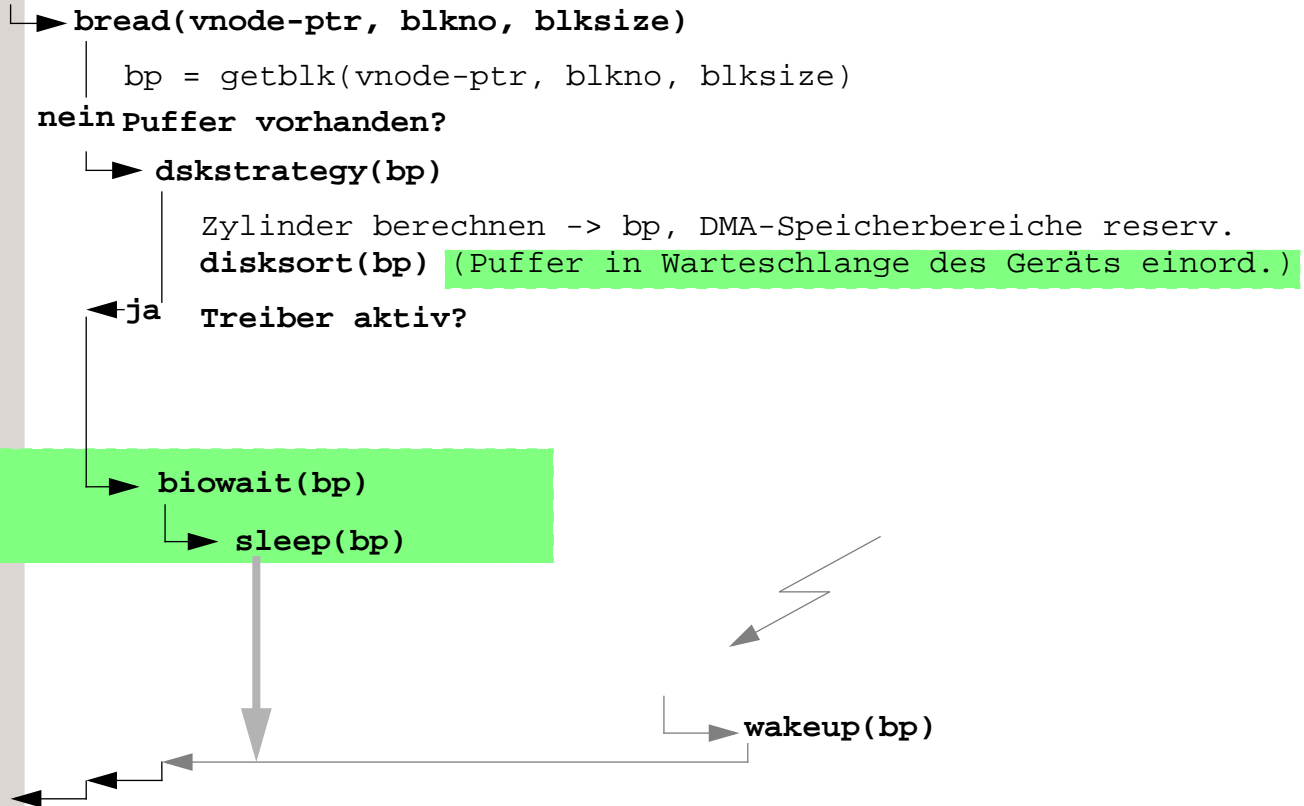 bread(vnode-ptr, blkno, blksize)
bp = getblk(vnode-ptr, blkno, blksize)
nein Puffer vorhanden?
dskstrategy(bp)
Zylinder berechnen -> bp, DMA-Speicherbereiche reserv.
disksort(bp) (Puffer in Warteschlange des Geräts einord.)
ja Treiber aktiv?
biowait(bp)
sleep(bp)
wakeup(bp)